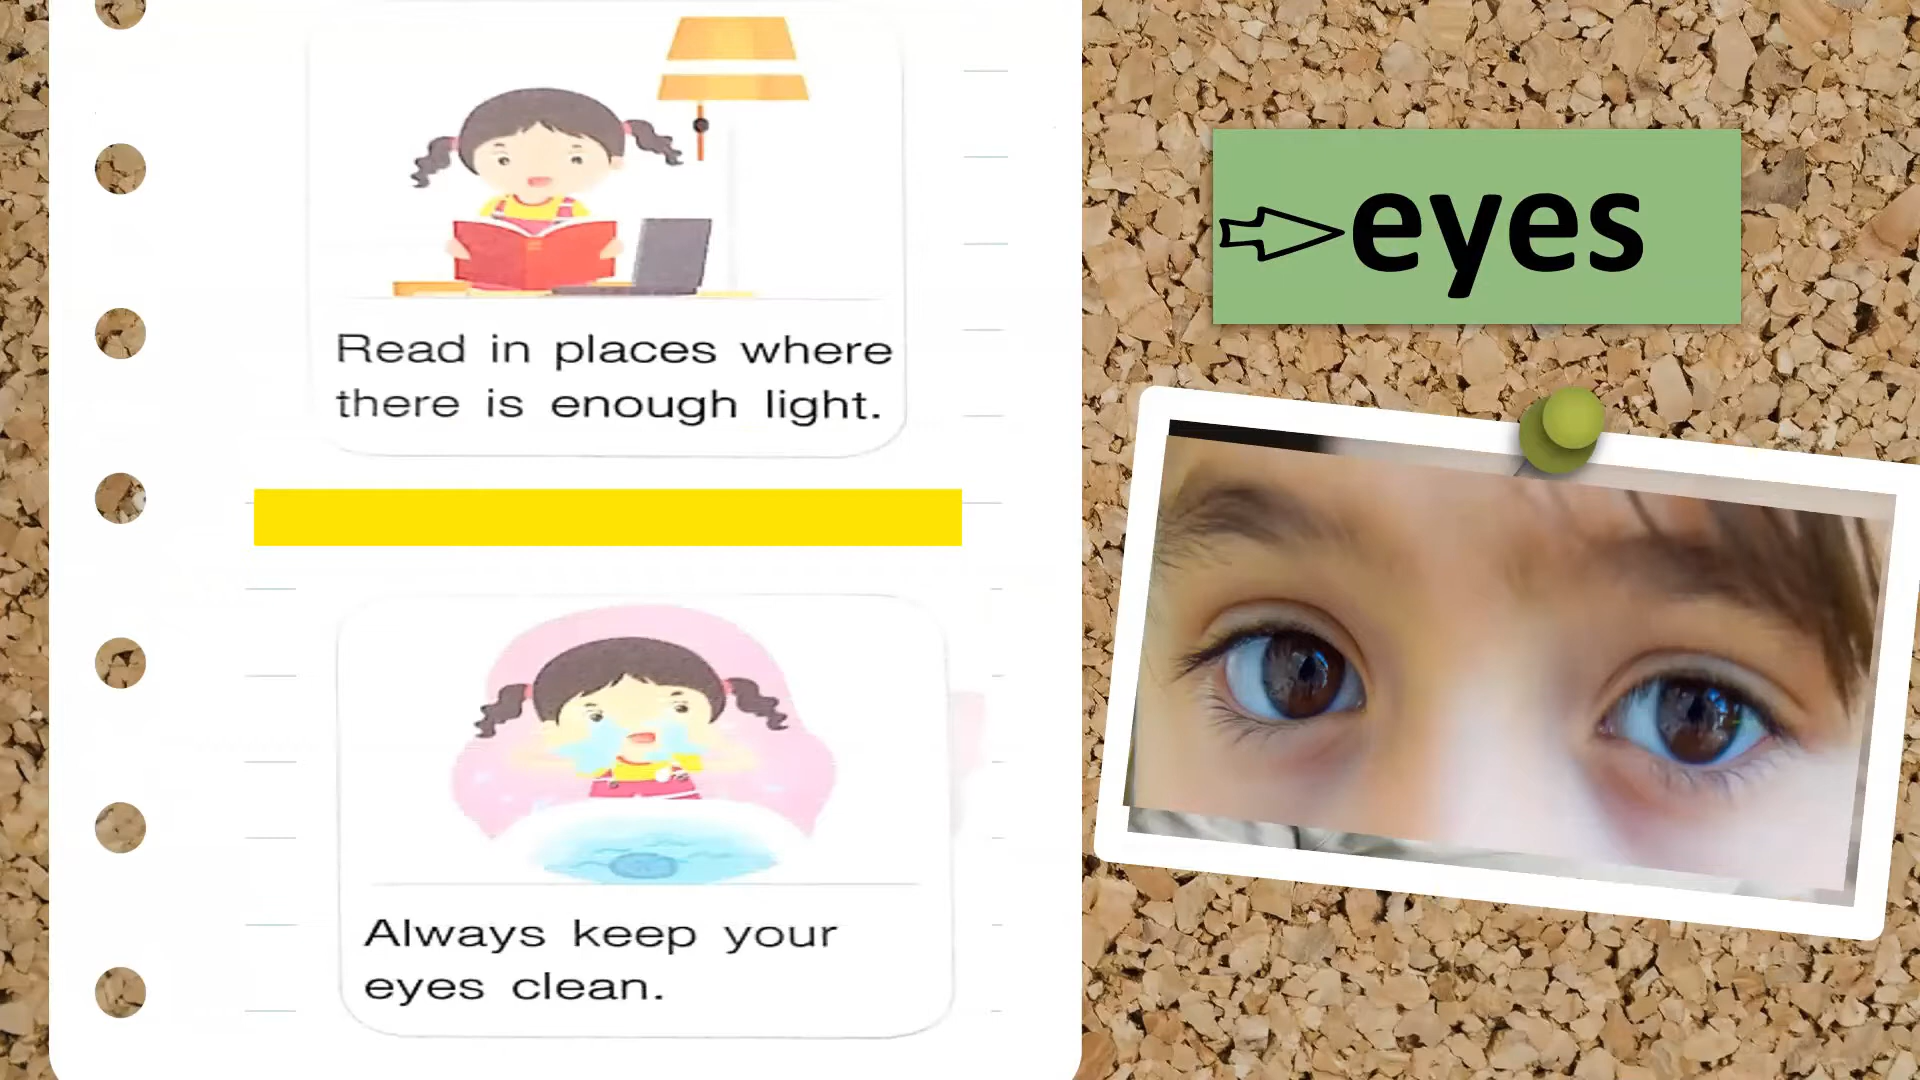 Read in places where
there is enough light.
Always keep your
eyes clean.
eyes